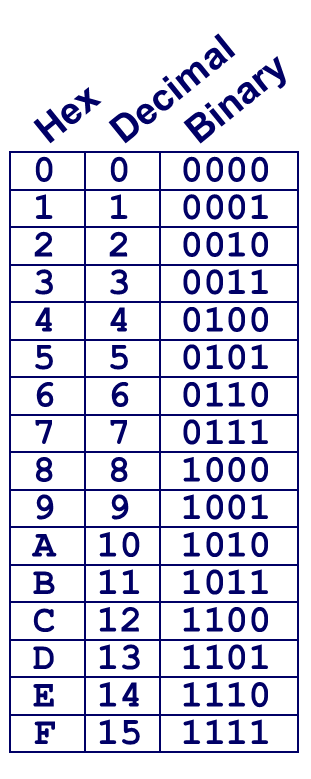 Hex Decimal Binary
0 0 0000
1 1 0001
2 2 0010
3 3 0011
4 4 0100
5 5 0101
6 6 0110
7 7 0111
8 8 1000
9 9 1001
A 10 1010
B 11 1011
C 12 1100
D 13 1101
E 14 1110
F 15 1111